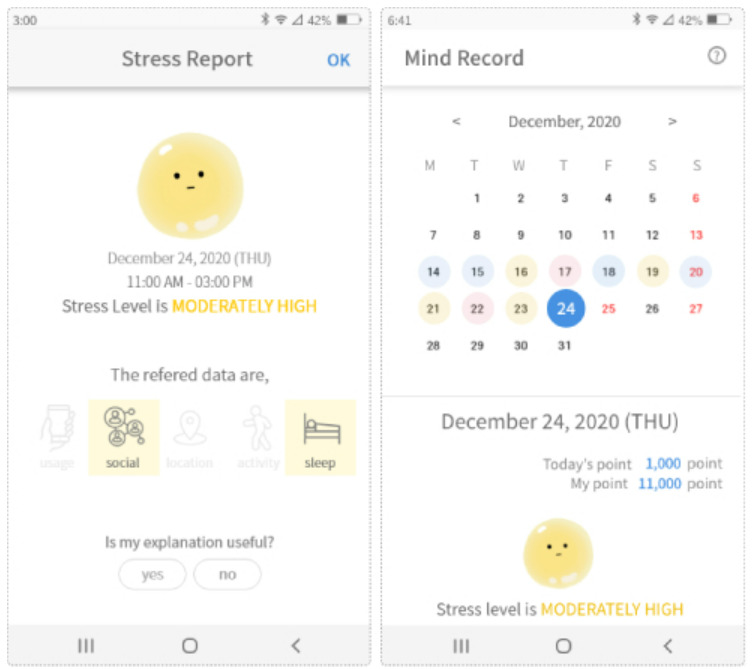 3:00 42%
Stress Report OK
December 24, 2020 (THU)
11:00 AM - 03:00 PM
Stress Level is MODERATELY HIGH
The refered data are,
usage social location activity sleep
Is my explanation useful?
yes no
6:41 42%
Mind Record ?
< December, 2020 >
M T W T F S S
1 2 3 4 5 6
7 8 9 10 11 12 13
14 15 16 17 18 19 20
21 22 23 24 25 26 27
28 29 30 31
December 24, 2020 (THU)
Today's point 1,000 point
My point 11,000 point
Stress level is MODERATELY HIGH